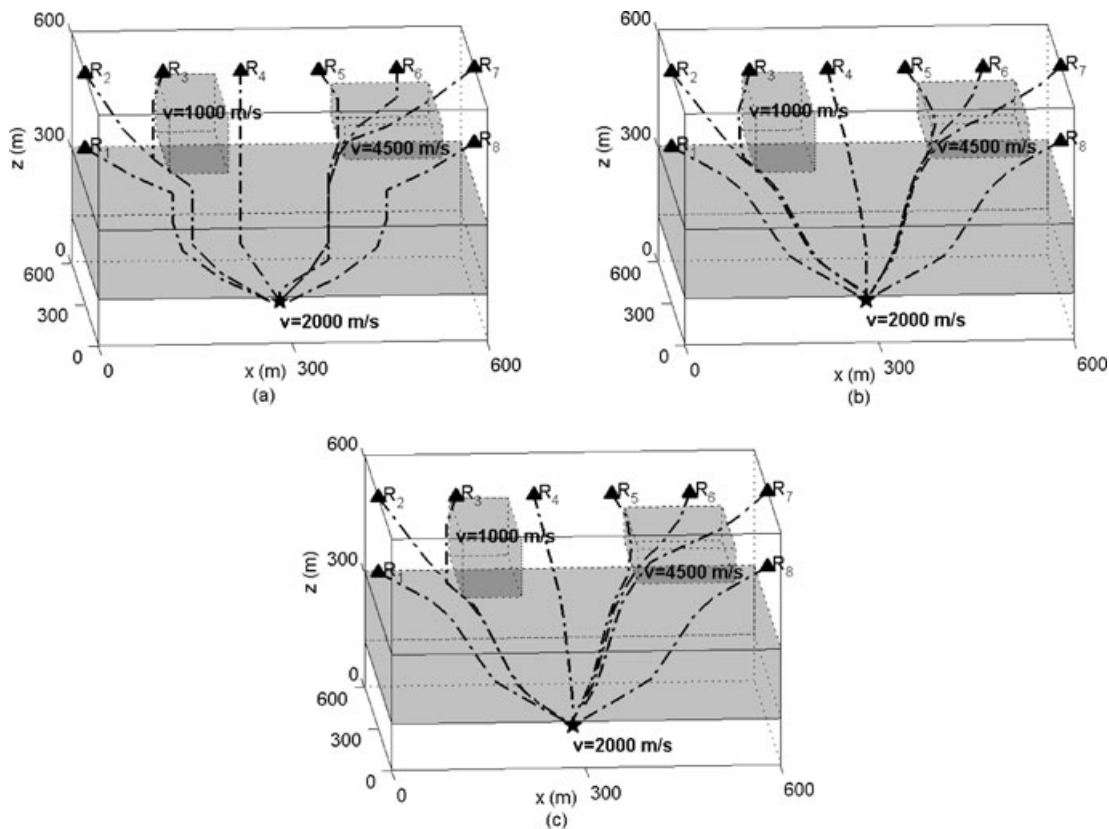 600
R2
R3
R4
R5
R6
R7
v=1000 m/s
z (m)
300
R1
v=4500 m/s
R8
0
600
300
v=2000 m/s
0
0
300
600
x (m)
(a)
600
R2
R3
R4
R5
R6
R7
v=1000 m/s
z (m)
300
R1
v=4500 m/s
R8
0
600
300
v=2000 m/s
0
0
300
600
x (m)
(b)
600
R2
R3
R4
R5
R6
R7
v=1000 m/s
z (m)
300
R1
v=4500 m/s
R8
0
600
300
v=2000 m/s
0
0
300
600
x (m)
(c)